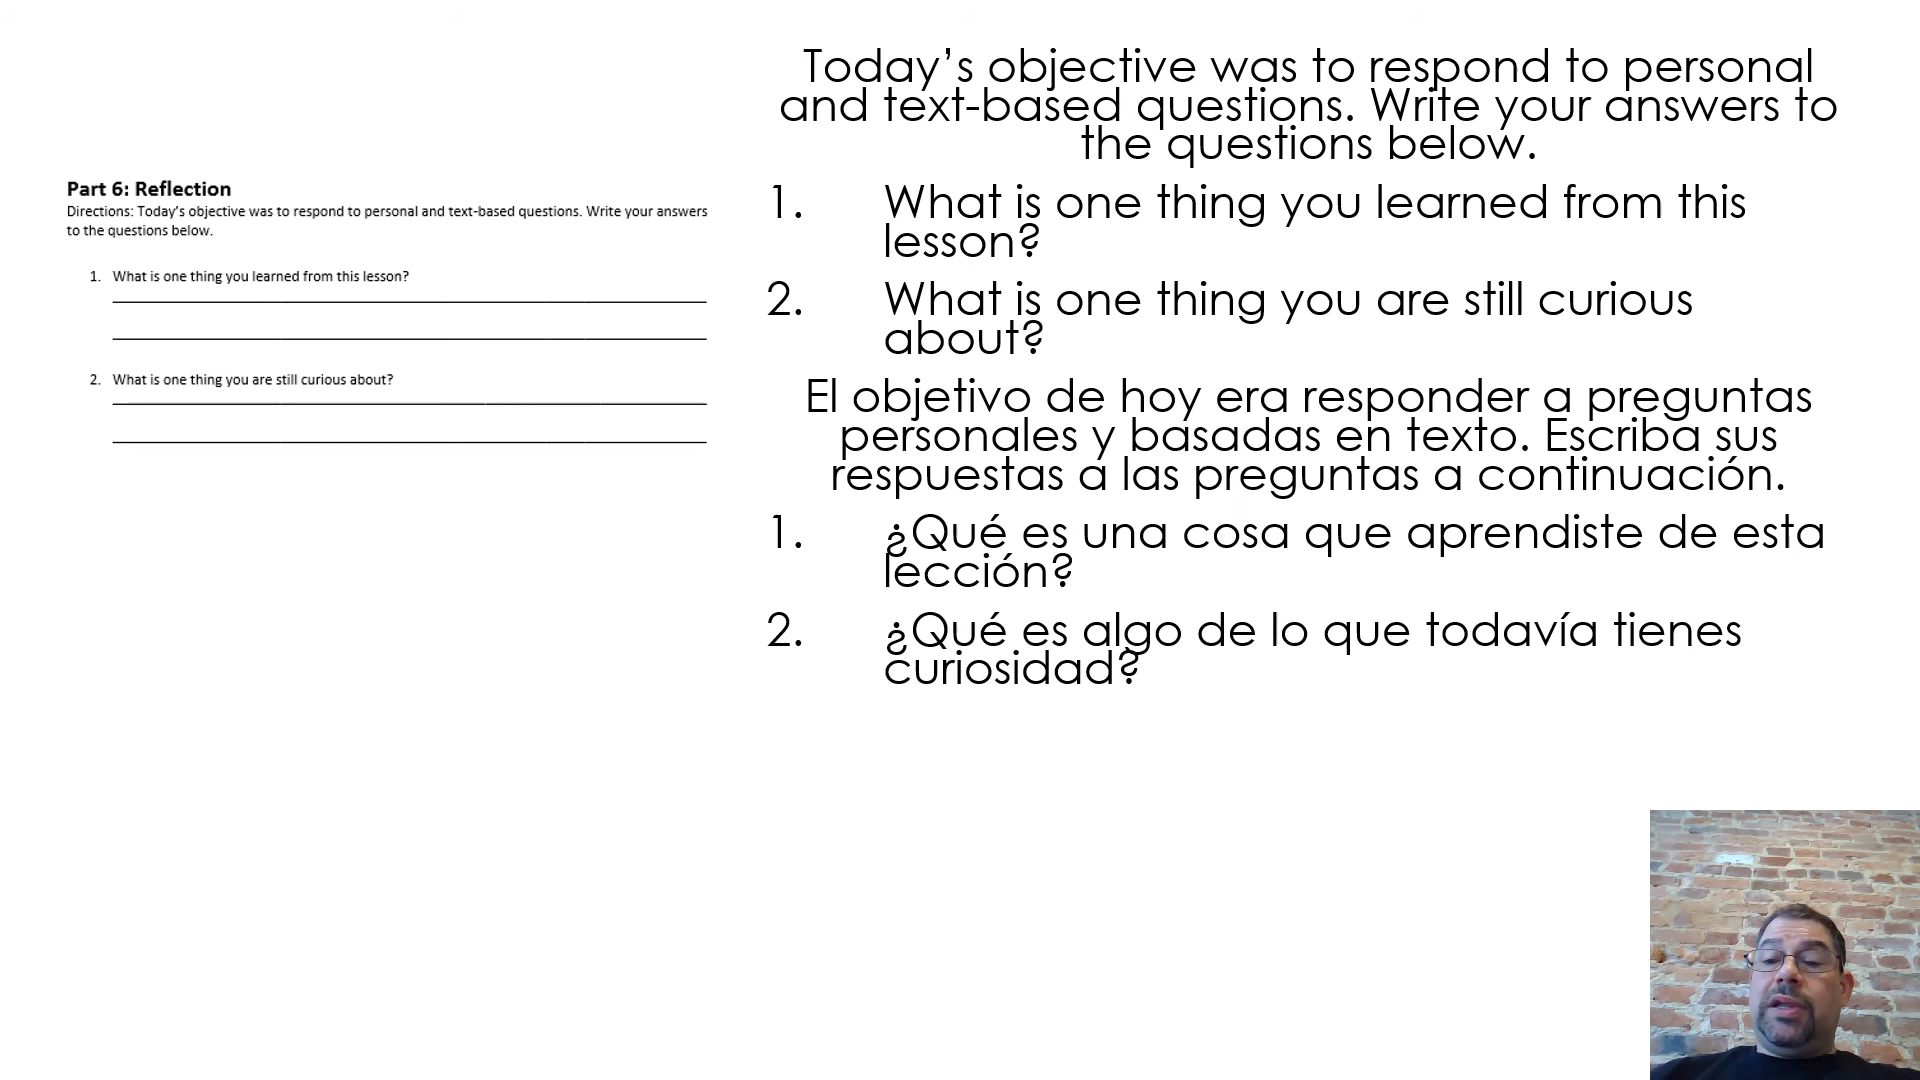 Part 6: Reflection
Directions: Today's objective was to respond to personal and text-based questions. Write your answers
to the questions below.
1. What is one thing you learned from this lesson?
2. What is one thing you are still curious about?
Today’s objective was to respond to personal
and text-based questions. Write your answers to
the questions below.
1. What is one thing you learned from this
lesson?
2. What is one thing you are still curious
about?
El objetivo de hoy era responder a preguntas
personales y basadas en texto. Escriba sus
respuestas a las preguntas a continuación.
1. ¿Qué es una cosa que aprendiste de esta
lección?
2. ¿Qué es algo de lo que todavía tienes
curiosidad?